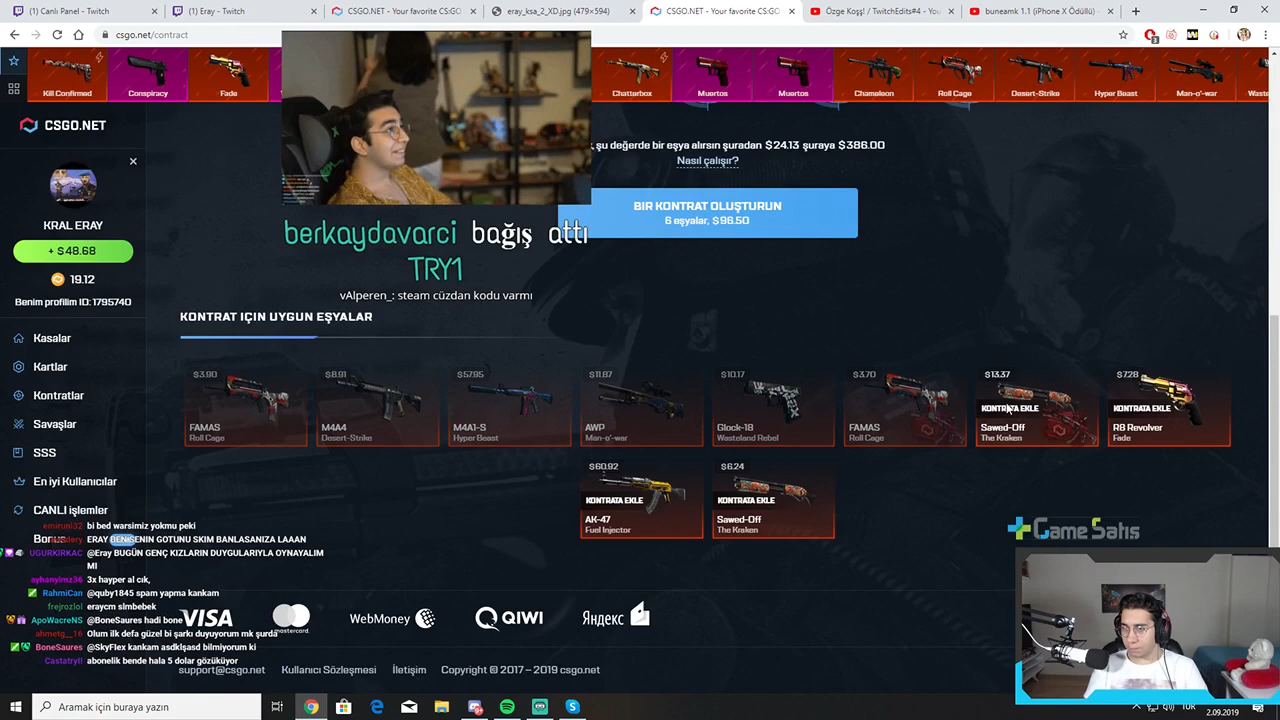 (1) Canlı Panel - Twitch
(1) Eray - Twitch
CSGO.NET - Your favorite CS:GO
eray_ksa_2_XD.jpg (479×594)
CSGO.NET - Your favorite CS:GO
Özge Koşş! / TwitchEdits#4 - You
buneamk 1.1 (iPhone X Ödüllü) -
csgo.net/contract
Kill Confirmed
Conspiracy
Fade
Chatterbox
Muertos
Muertos
Chameleon
Roll Cage
Desert-Strike
Hyper Beast
Man-o'-war
Waste
CSGO.NET
şu değerde bir eşya alırsın şuradan $24.13 şuraya $386.00
Nasıl çalışır?
KRAL ERAY
+ $48.68
19.12
Benim profilim ID: 1795740
BIR KONTRAT OLUŞTURUN
6 eşyalar, $96.50
berkaydavarci bağış attı
TRY1
vAlperen_: steam cüzdan kodu varmı
KONTRAT IÇIN UYGUN EŞYALAR
Kasalar
Kartlar
Kontratlar
Savaşlar
SSS
En iyi Kullanıcılar
CANLI işlemler
$3.90
FAMAS
Roll Cage
$8.91
M4A4
Desert-Strike
$57.95
M4A1-S
Hyper Beast
$11.87
AWP
Man-o'-war
$10.17
Glock-18
Wasteland Rebel
$3.70
FAMAS
Roll Cage
$13.37
KONTRATA EKLE
Sawed-Off
The Kraken
$7.28
KONTRATA EKLE
R8 Revolver
Fade
$60.92
KONTRATA EKLE
AK-47
Fuel Injector
$6.24
KONTRATA EKLE
Sawed-Off
The Kraken
emirunl32 bi bed warsimiz yokmu peki
ERAY BENISENIN GOTUNU SKIM BANLASANIZA LAAAN
UGURKIRKAC @Eray BUGÜN GENÇ KIZLARIN DUYGULARIYLA OYNAYALIM
MI
ayhanyimz36 3x hayper al cık,
RahmiCan @quby1845 spam yapma kankam
frejrozlol eraycm slmbebek
ApoWacreNS @BoneSaures hadi bone
ahmetg__16 Olum ilk defa güzel bi şarkı duyuyorum mk şurda
BoneSaures @SkyFlex kankam asdklşasd bilmiyorum ki
Castatryll abonelik bende hala 5 dolar gözüküyor
VISA
mastercard
WebMoney
QIWI
Яндекс
Game Satış
support@csgo.net
Kullanıcı Sözleşmesi
İletişim
Copyright © 2017 – 2019 csgo.net
Aramak için buraya yazın
TUR
2.09.2019